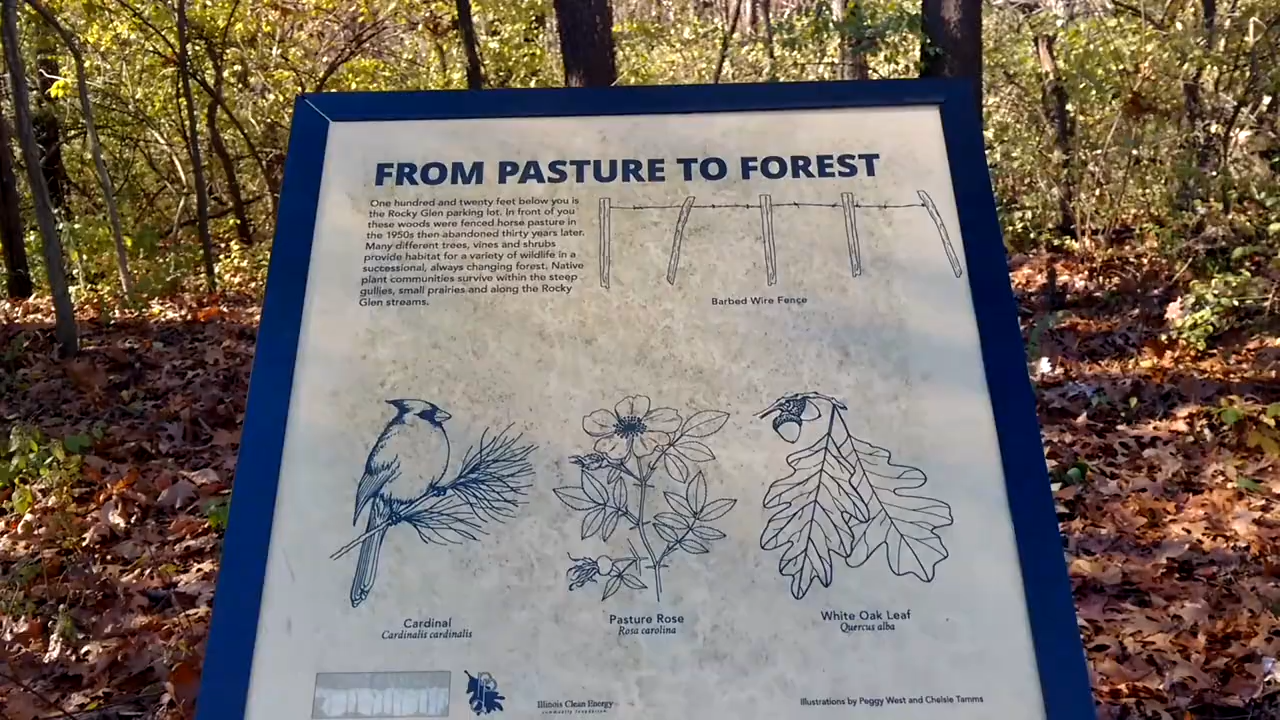 FROM PASTURE TO FOREST
One hundred and twenty feet below you is
the Rocky Glen parking lot. In front of you
these woods were fenced horse pasture in
the 1950s then abandoned thirty years later.
Many different trees, vines and shrubs
provide habitat for a variety of wildlife in a
successional, always changing forest. Native
plant communities survive within the steep
gullies, small prairies and along the Rocky
Glen streams.
Barbed Wire Fence
Cardinal
Cardinalis cardinalis
Pasture Rose
Rosa carolina
White Oak Leaf
Quercus alba
Illinois Clean Energy
community foundation
Illustrations by Peggy West and Chelsie Tamms